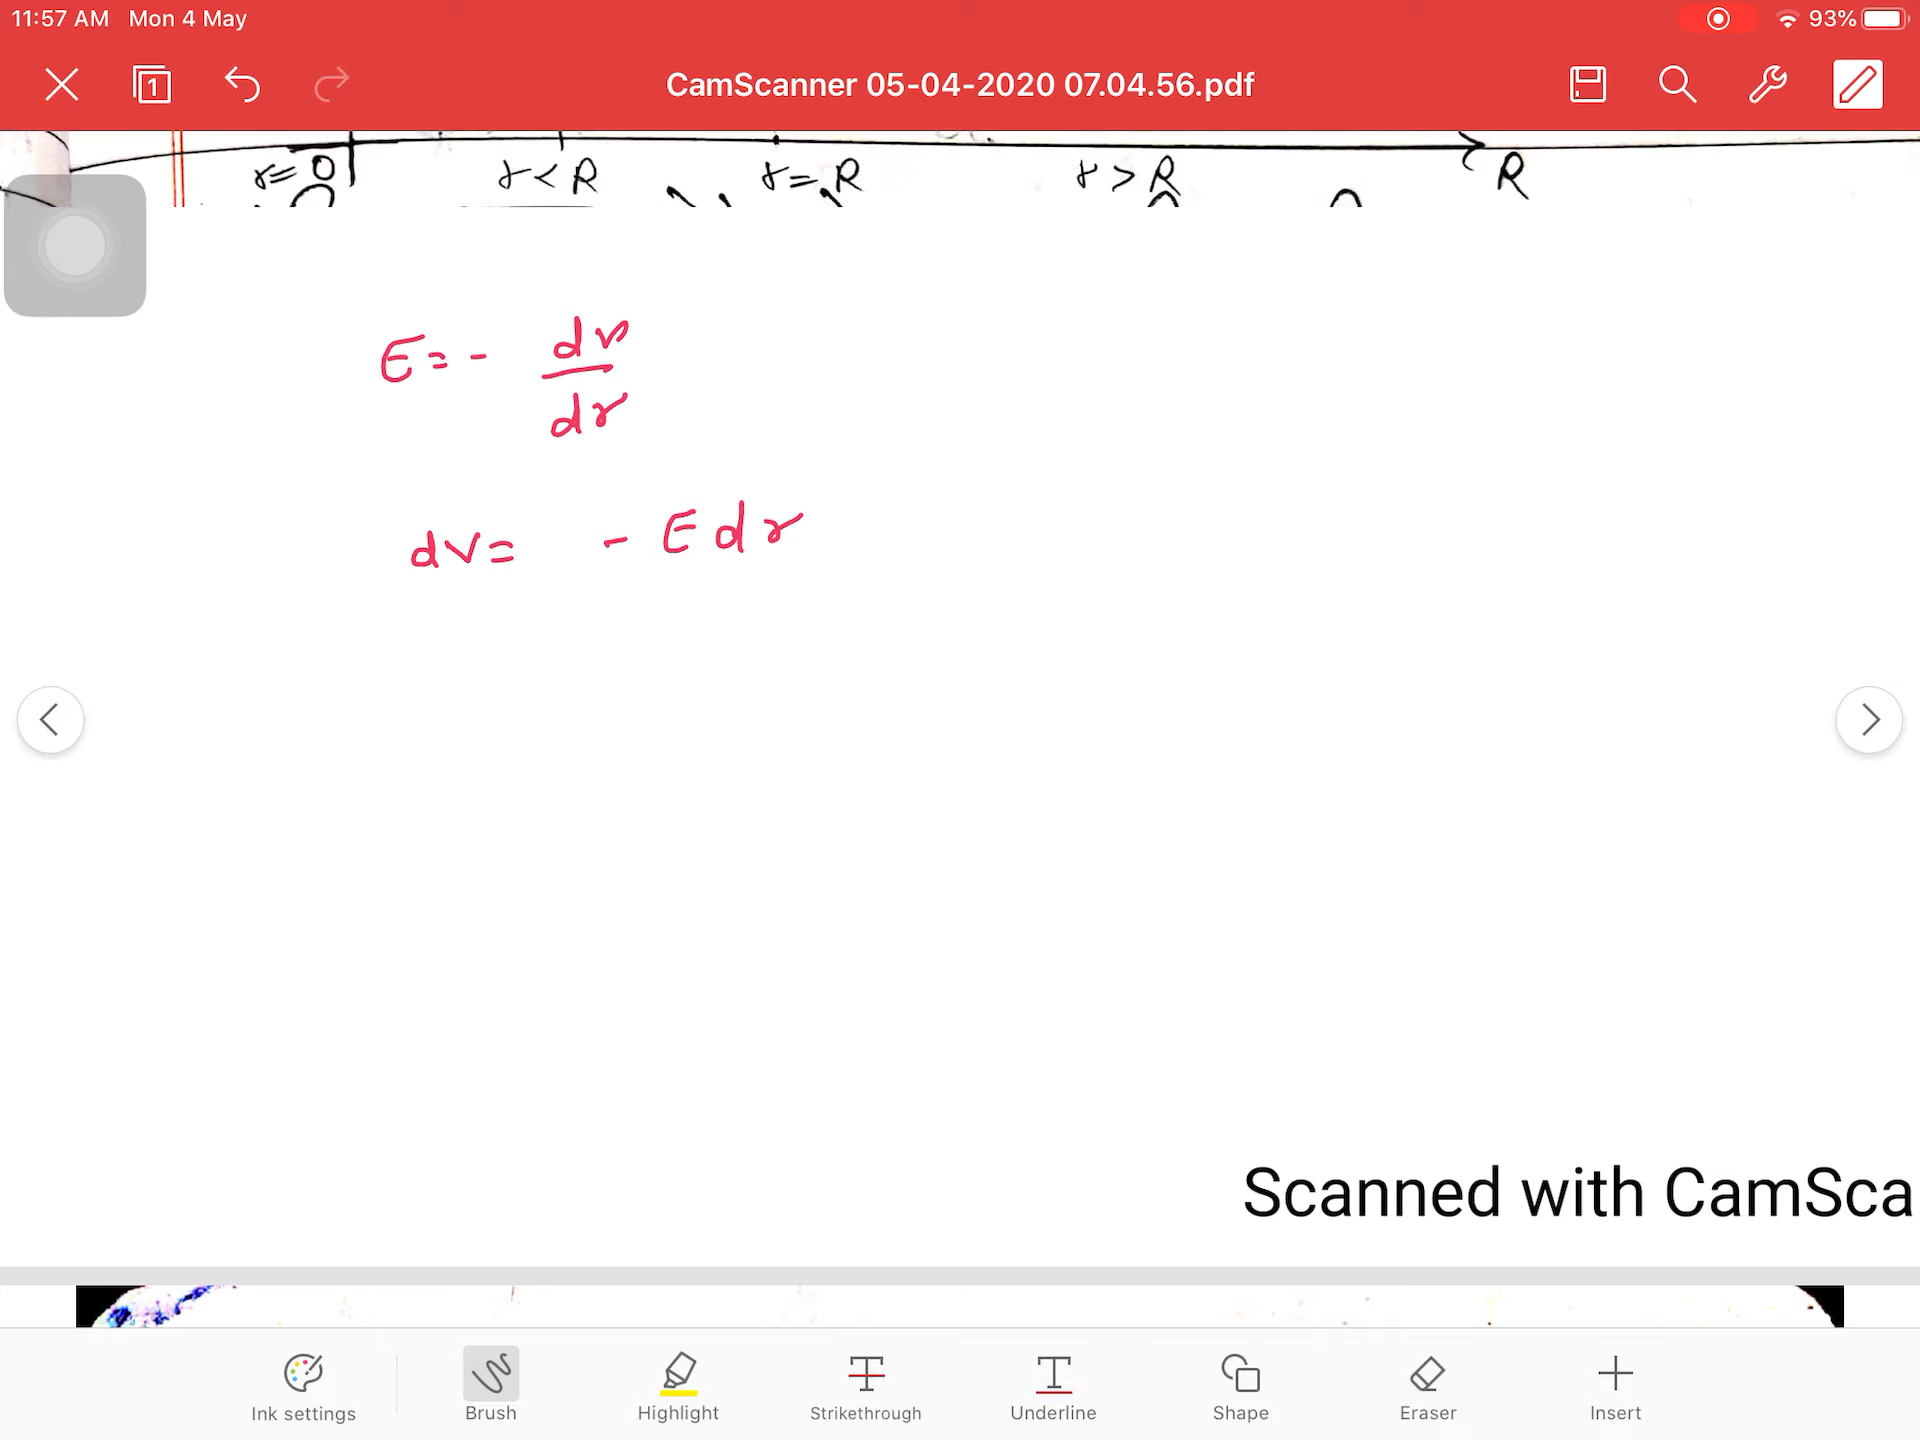 11:57 AM Mon 4 May 93%
1 CamScanner 05-04-2020 07.04.56.pdf
r=0 r<R r=R r>R R
E = - dv/dr
dv = - E dr
Scanned with CamSca
Ink settings Brush Highlight Strikethrough Underline Shape Eraser Insert